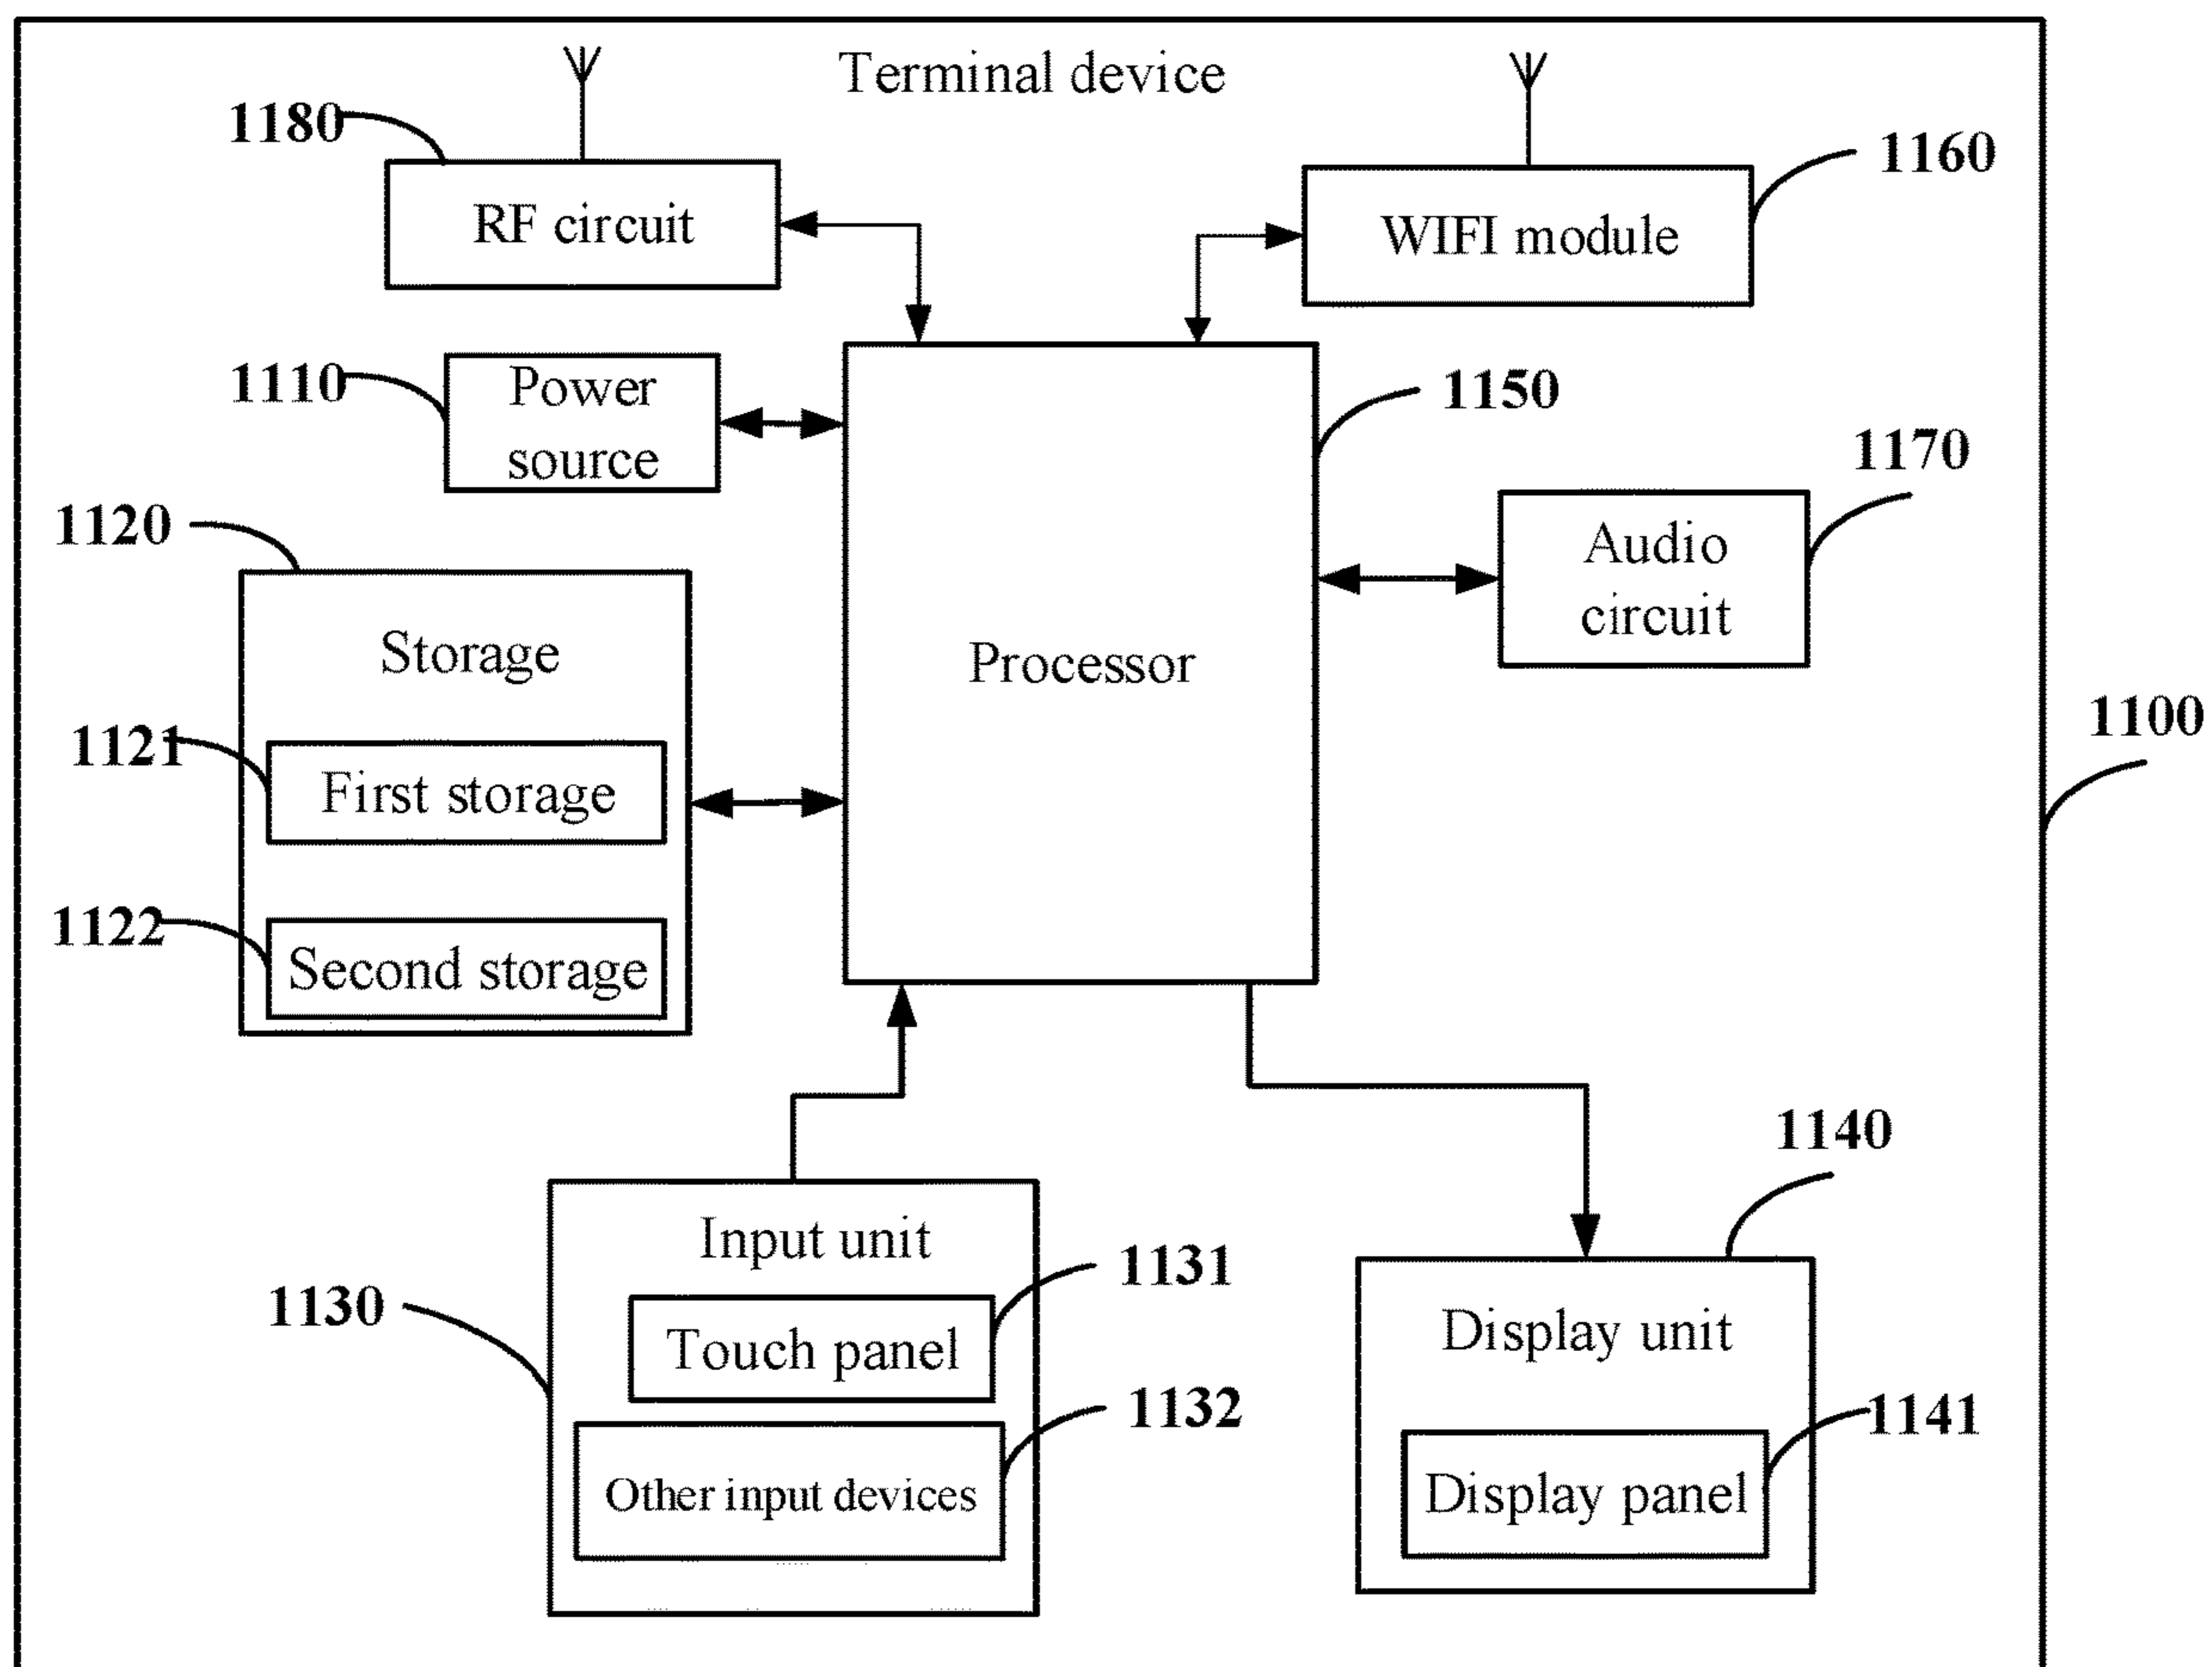 Terminal device
1180
RF circuit
WIFI module
1160
1110
Power
source
1150
1170
Audio
circuit
1120
Storage
Processor
1121
First storage
1100
1122
Second storage
1140
Input unit
1131
1130
Touch panel
Display unit
1132
Other input devices
1141
Display panel